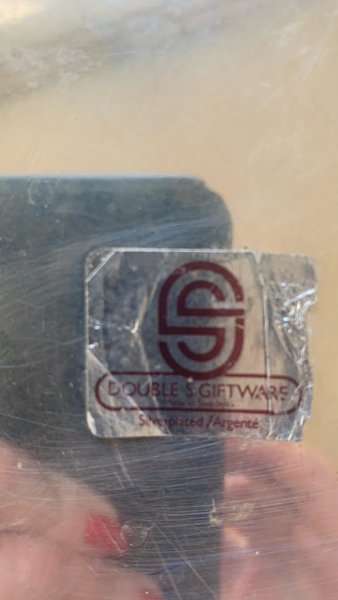 DOUBLE S GIFTWARE
Silverplated / Argenté